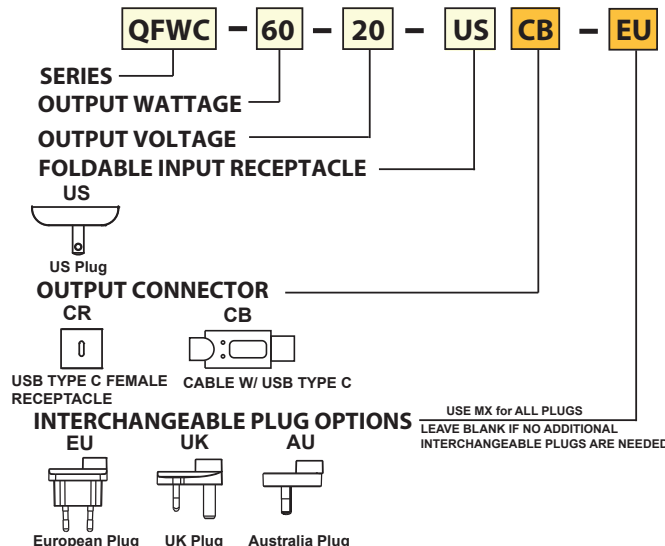 QFWC - 60 - 20 - US CB - EU
SERIES
OUTPUT WATTAGE
OUTPUT VOLTAGE
FOLDABLE INPUT RECEPTACLE
US
US Plug
OUTPUT CONNECTOR
CR CB
USB TYPE C FEMALE
RECEPTACLE
CABLE W/ USB TYPE C
INTERCHANGEABLE PLUG OPTIONS
USE MX for ALL PLUGS
LEAVE BLANK IF NO ADDITIONAL
INTERCHANGEABLE PLUGS ARE NEEDED
EU UK AU
European Plug UK Plug Australia Plug